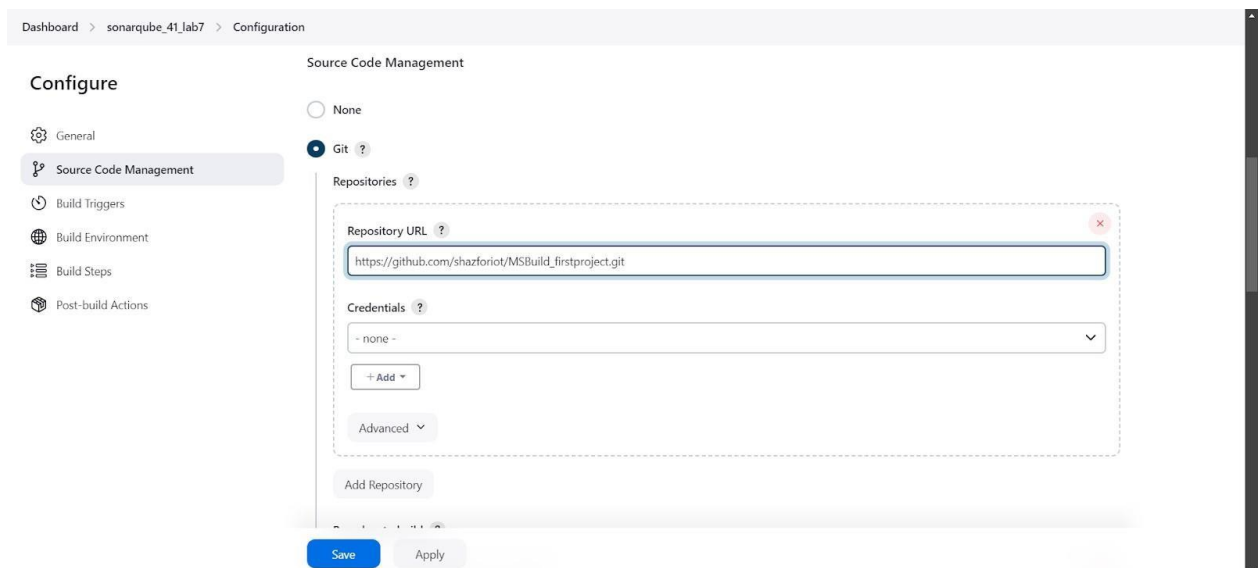 Dashboard > sonarqube_41_lab7 > Configuration
Configure
General
Source Code Management
Build Triggers
Build Environment
Build Steps
Post-build Actions
Source Code Management
None
Git ?
Repositories ?
Repository URL ?
https://github.com/shazforiot/MSBuild_firstproject.git
Credentials ?
- none -
+ Add
Advanced
Add Repository
Save Apply